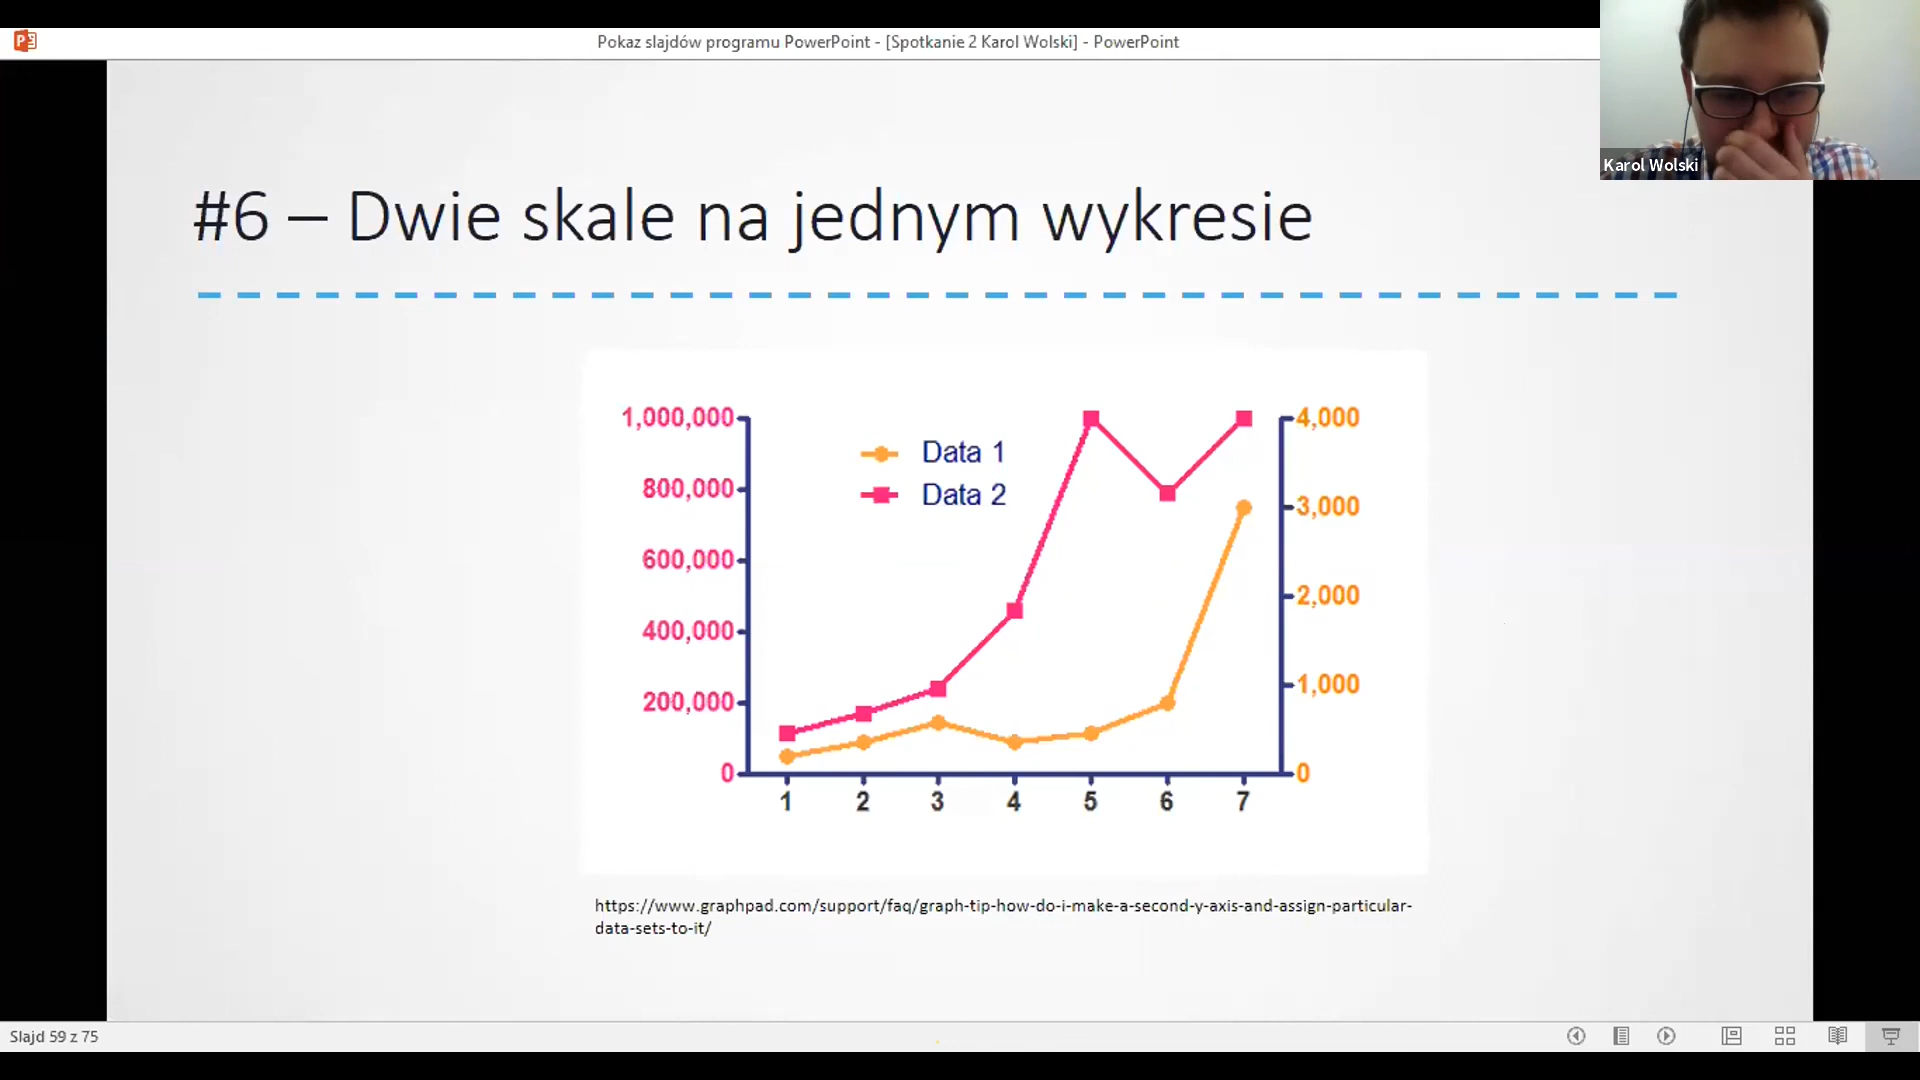 Pokaz slajdów programu PowerPoint - [Spotkanie 2 Karol Wolski] - PowerPoint
Karol Wolski
#6 – Dwie skale na jednym wykresie
1,000,000
800,000
600,000
400,000
200,000
0
Data 1
Data 2
4,000
3,000
2,000
1,000
0
1 2 3 4 5 6 7
https://www.graphpad.com/support/faq/graph-tip-how-do-i-make-a-second-y-axis-and-assign-particular-
data-sets-to-it/
Slajd 59 z 75